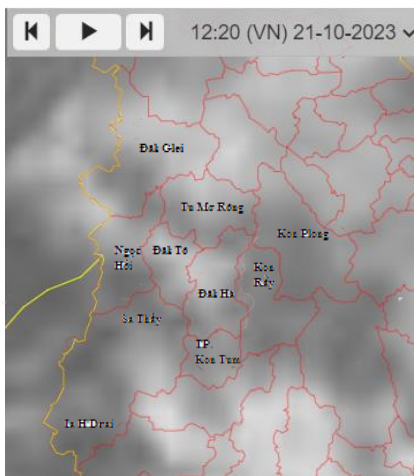 12:20 (VN) 21-10-2023
Đăk Glei
Tu Mơ Rông
Kon Plong
Ngọc
Hồi
Đăk Tô
Kon
Rẫy
Đăk Hà
Sa Thầy
TP.
Kon Tum
Ia H Drai